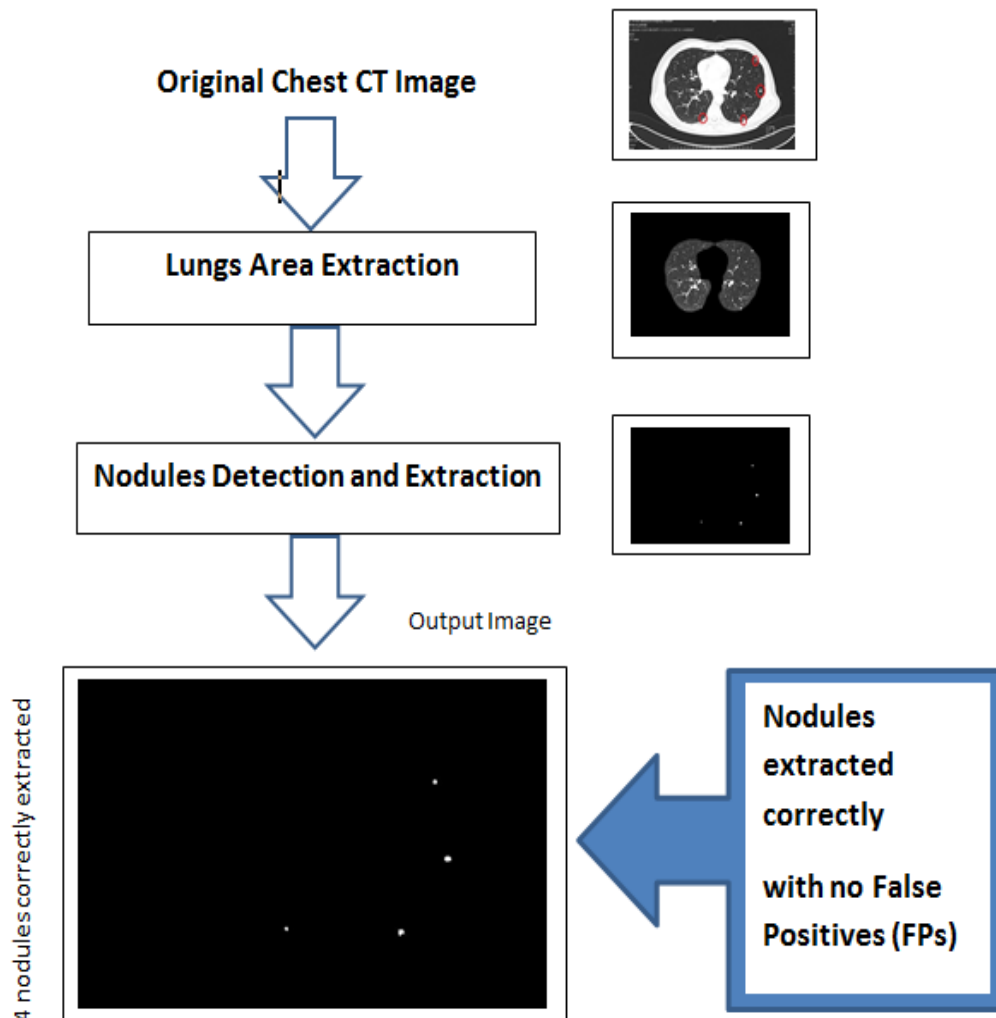 Original Chest CT Image
Lungs Area Extraction
Nodules Detection and Extraction
Output Image
4 nodules correctly extracted
Nodules
extracted
correctly
with no False
Positives (FPs)